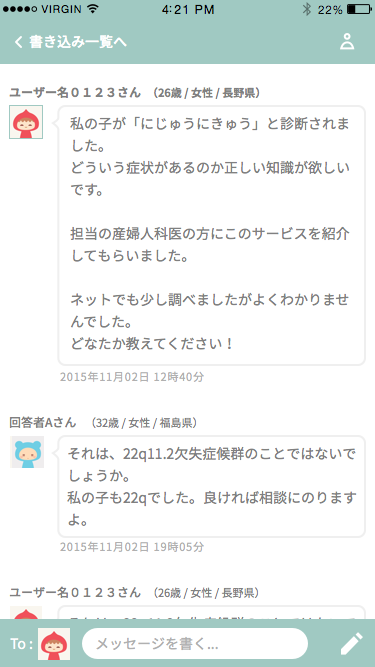 VIRGIN 4:21 PM 22%
書き込み一覧へ
ユーザー名０１２３さん （26歳 / 女性 / 長野県）
私の子が「にじゅうにきゅう」と診断されま
した。
どういう症状があるのか正しい知識が欲しい
です。
担当の産婦人科医の方にこのサービスを紹介
してもらいました。
ネットでも少し調べましたがよくわかりませ
んでした。
どなたか教えてください！
2015年11月02日 12時40分
回答者Aさん （32歳 / 女性 / 福島県）
それは、22q11.2欠失症候群のことではないで
しょうか。
私の子も22qでした。良ければ相談にのります
よ。
2015年11月02日 19時05分
ユーザー名０１２３さん （26歳 / 女性 / 長野県）
To : メッセージを書く...